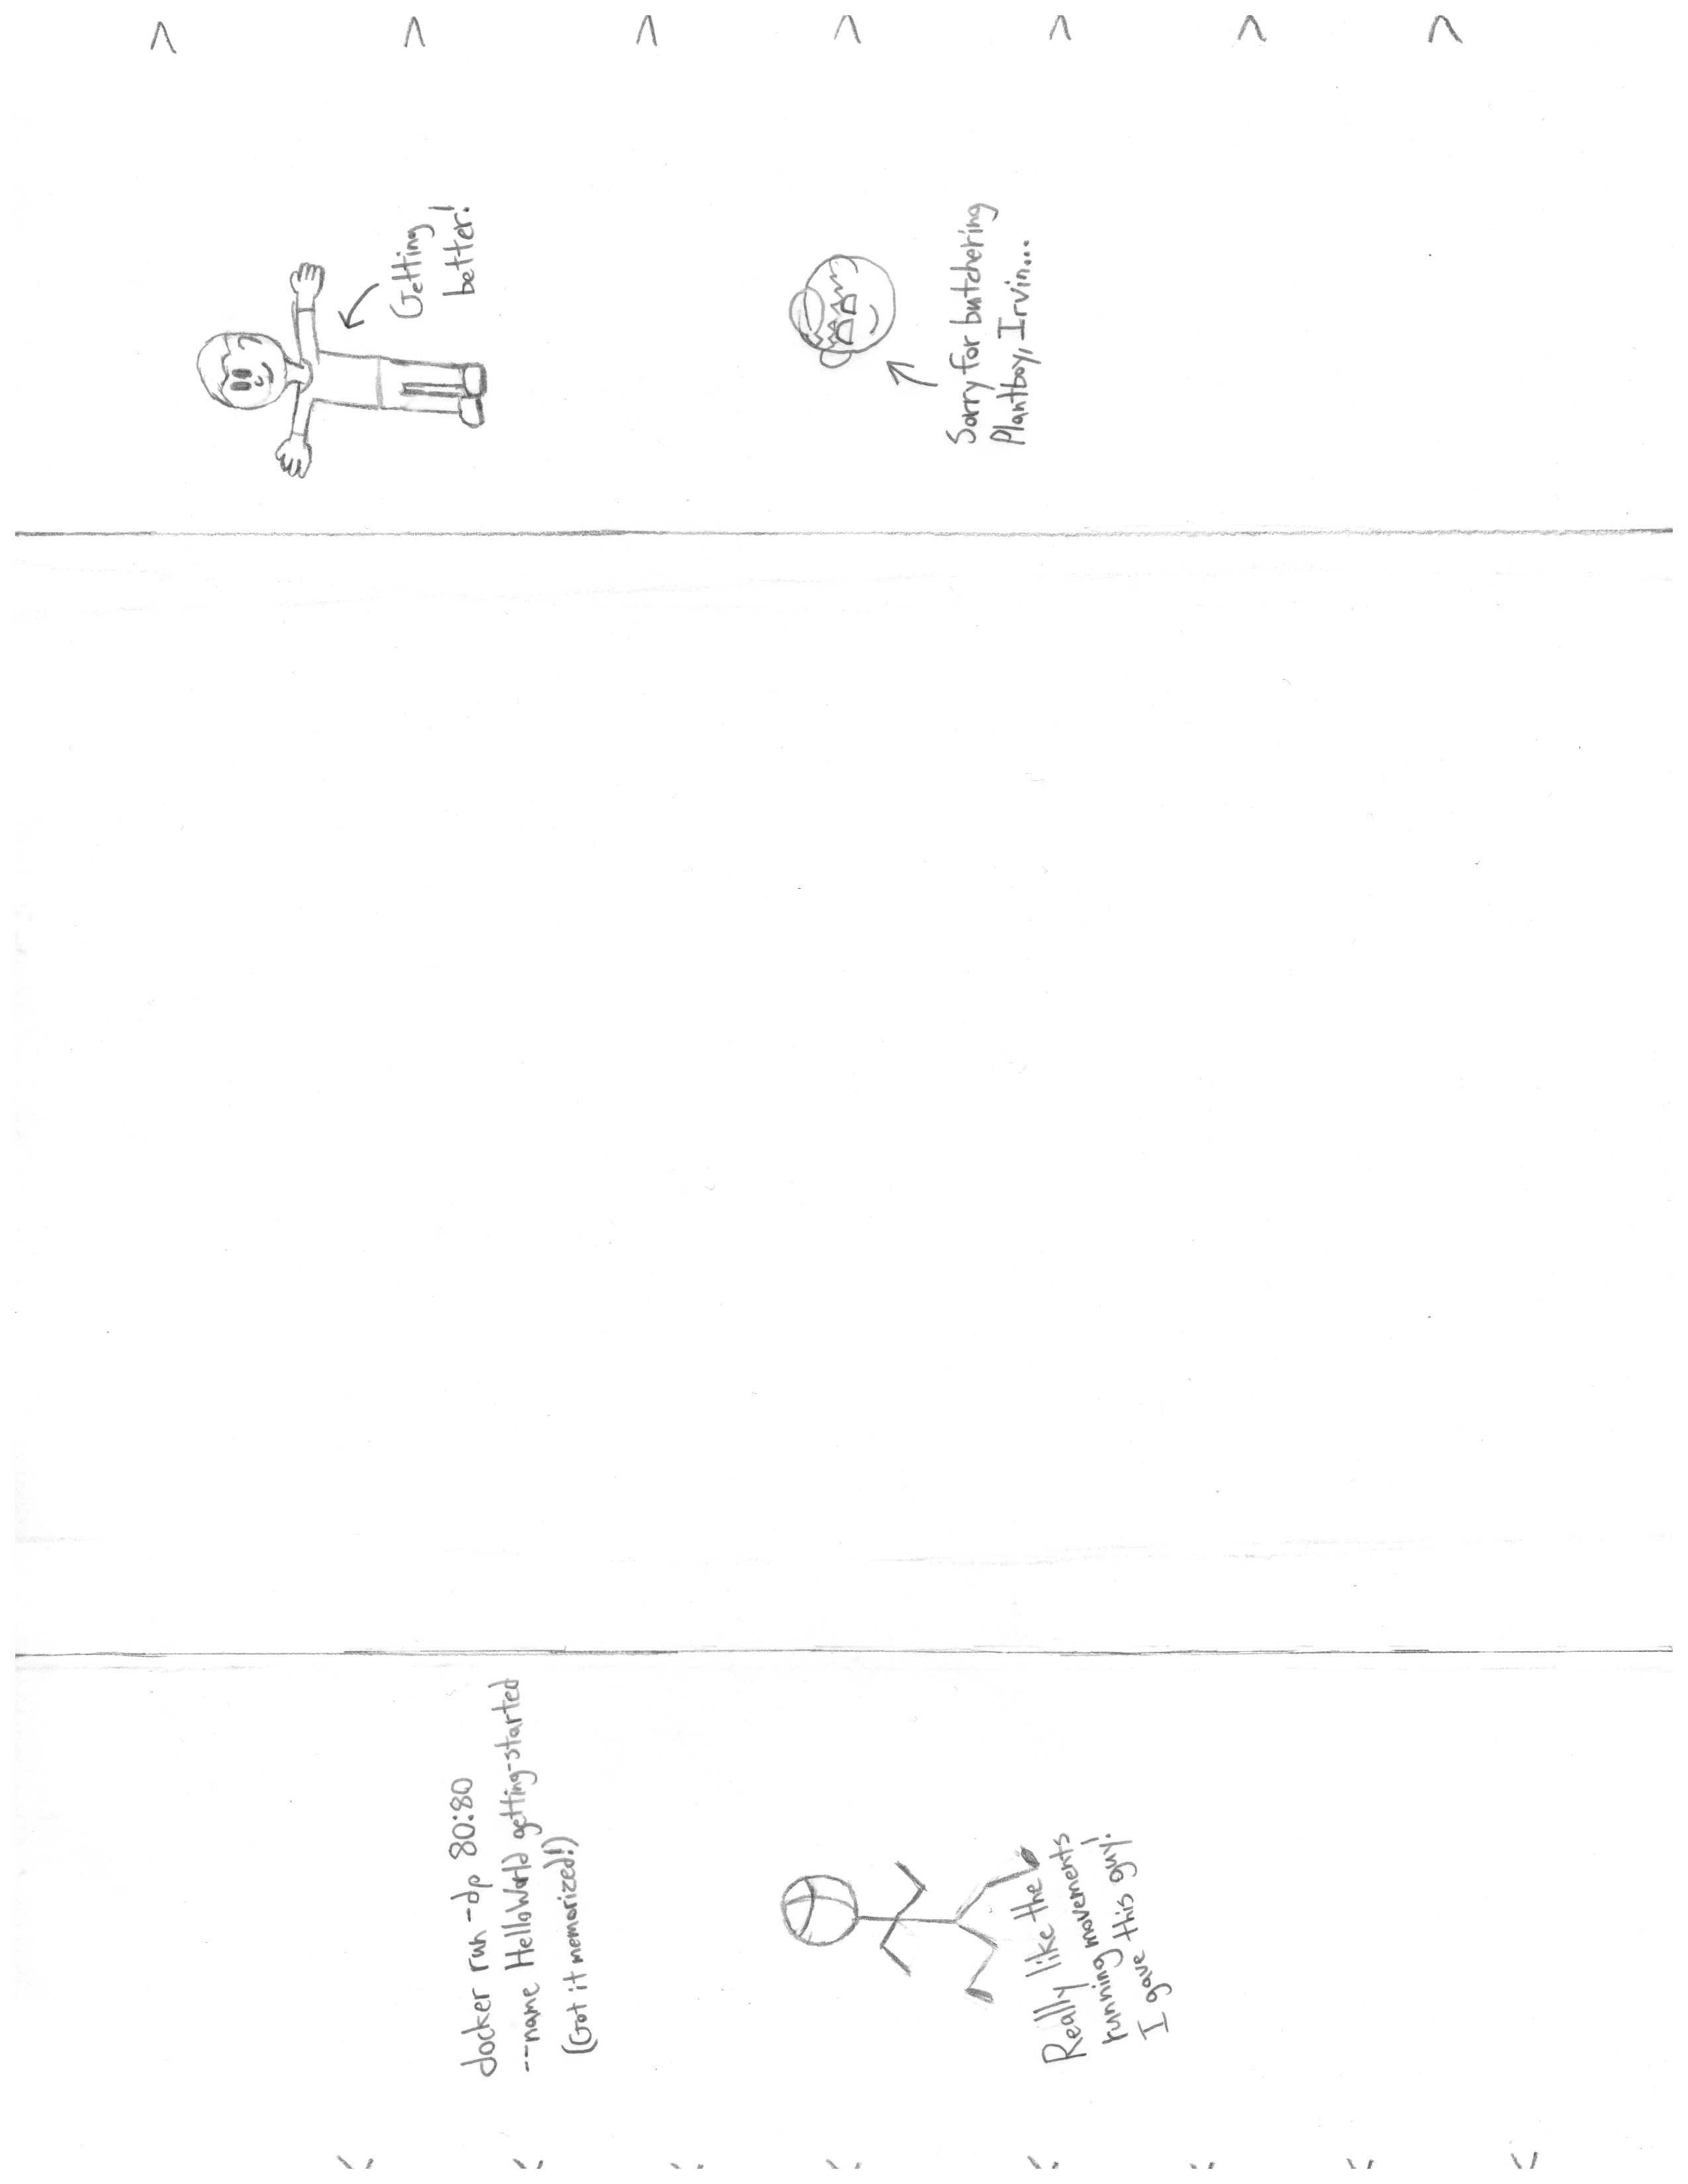 docker run -dp 80:80
--name HelloWorld getting-started
(Got it memorized!)
Really like the
running movements
I gave this guy!
Getting
better!
Sorry for butchering
Plantboy, Irvin...